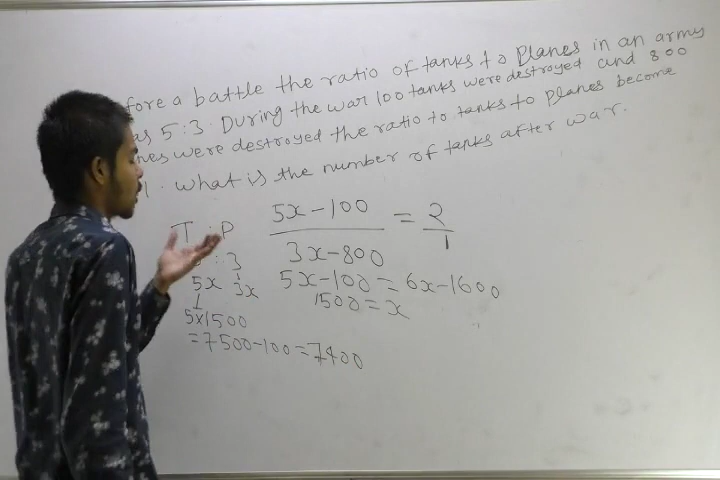 fore a battle the ratio of tanks to planes in an army
as 5:3. During the war 100 tanks were destroyed and 800
nes were destroyed the ratio to tanks to planes become
1. what is the number of tanks after war.
T : P
: 3
5x 3x
5x1500
=7500-100=7400
5x-100 / 3x-800 = 2 / 1
5x-100=6x-1600
1500=x